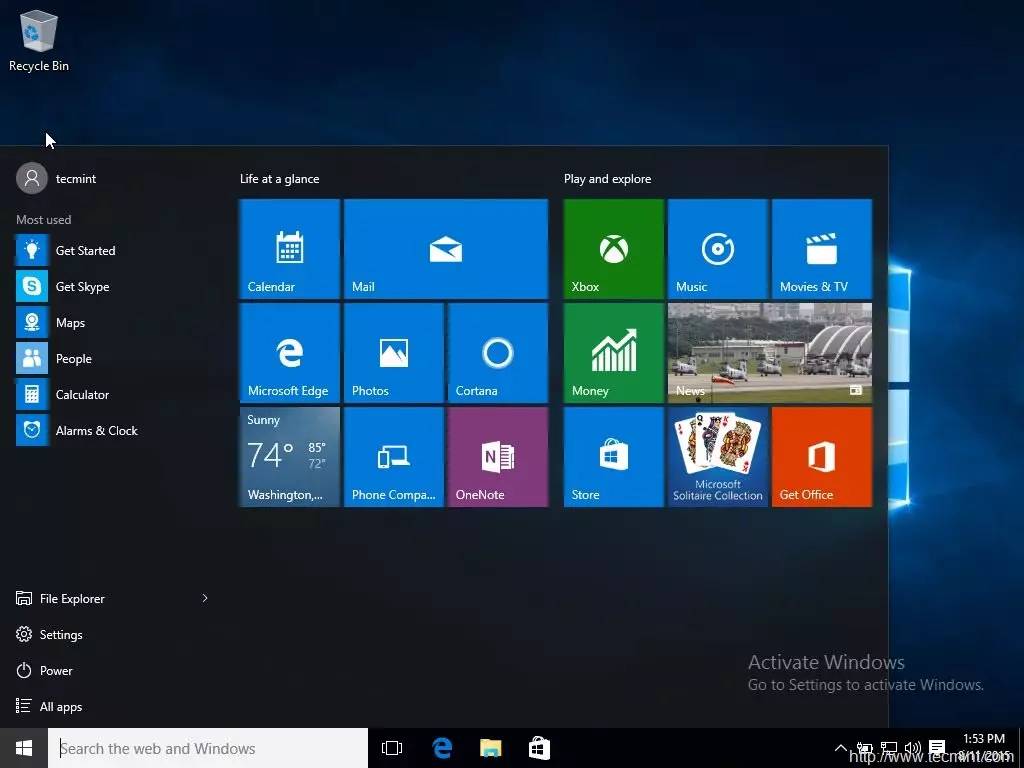 Recycle Bin
tecmint
Most used
Get Started
Get Skype
Maps
People
Calculator
Alarms & Clock
File Explorer
Settings
Power
All apps
Life at a glance
Calendar
Mail
Microsoft Edge
Photos
Cortana
Sunny
74° 85°
72°
Washington,...
Phone Compa...
OneNote
Play and explore
Xbox
Music
Movies & TV
Money
News
Store
Microsoft
Solitaire Collection
Get Office
Activate Windows
Go to Settings to activate Windows.
Search the web and Windows
1:53 PM
8/11/2015
http://www.tecmint.com